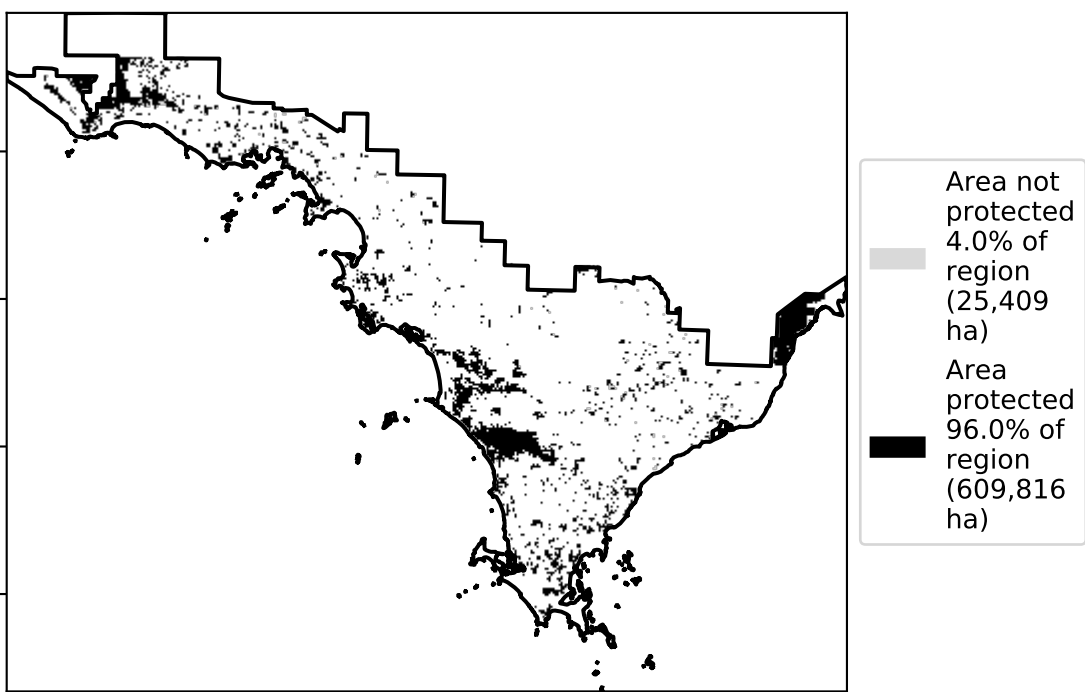 Area not
protected
4.0% of
region
(25,409
ha)
Area
protected
96.0% of
region
(609,816
ha)